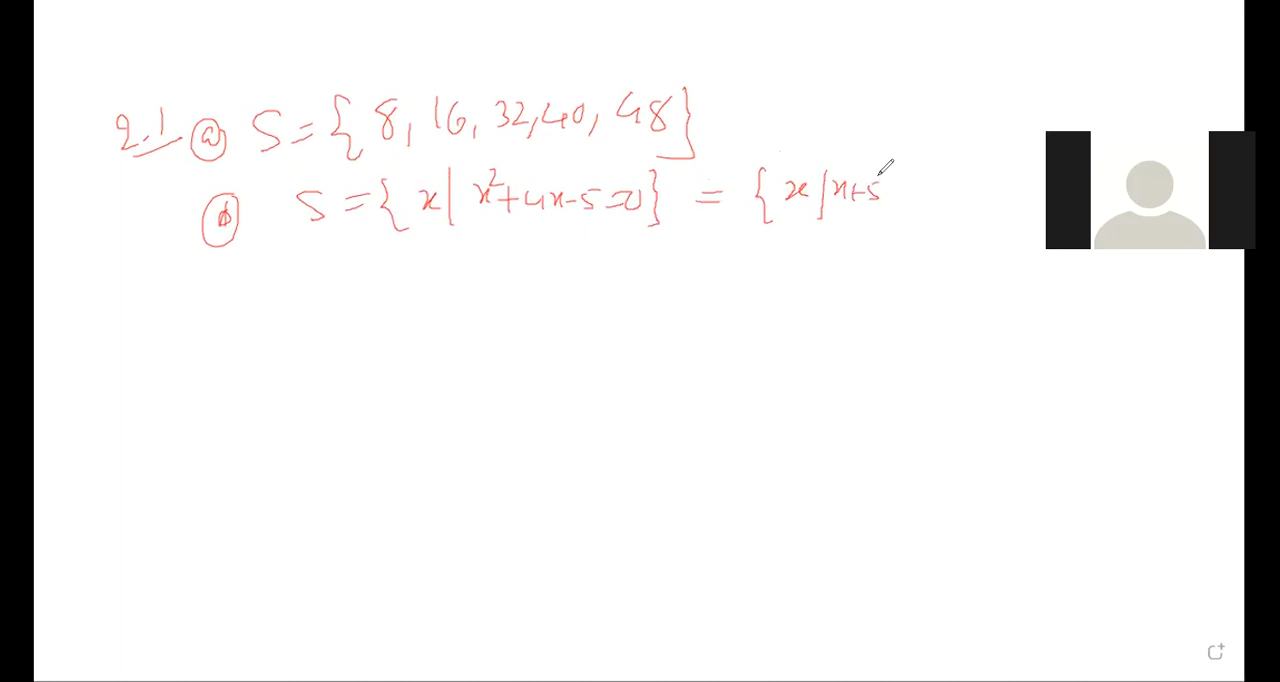 2.1 (a) S = { 8, 16, 32, 40, 48}
S = { x | x² + 4x - 5 = 0} = { x | x+5